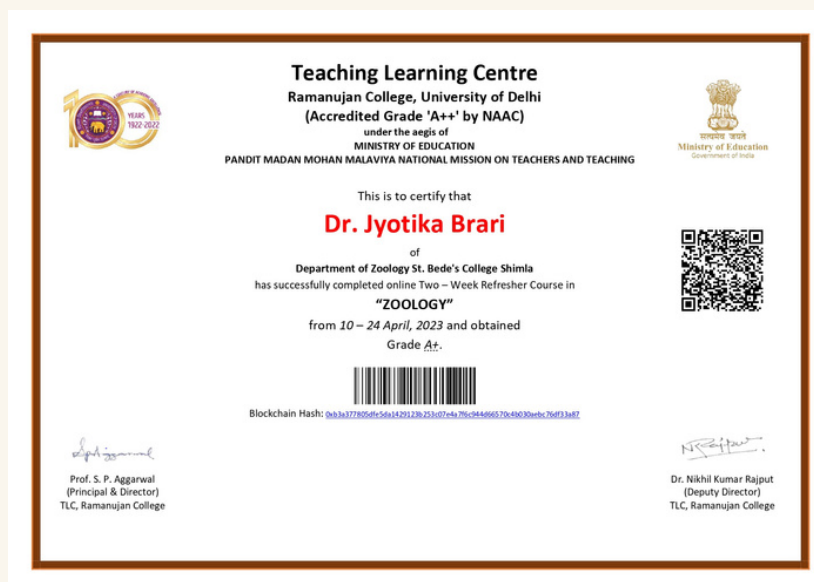 Teaching Learning Centre
Ramanujan College, University of Delhi
(Accredited Grade 'A++' by NAAC)
under the aegis of
MINISTRY OF EDUCATION
PANDIT MADAN MOHAN MALAVIYA NATIONAL MISSION ON TEACHERS AND TEACHING
100
YEARS
1922-2022
सत्यमेव जयते
Ministry of Education
Government of India
This is to certify that
Dr. Jyotika Brari
of
Department of Zoology St. Bede's College Shimla
has successfully completed online Two – Week Refresher Course in
“ZOOLOGY”
from 10 – 24 April, 2023 and obtained
Grade A+.
Blockchain Hash:
Prof. S. P. Aggarwal
(Principal & Director)
TLC, Ramanujan College
Dr. Nikhil Kumar Rajput
(Deputy Director)
TLC, Ramanujan College